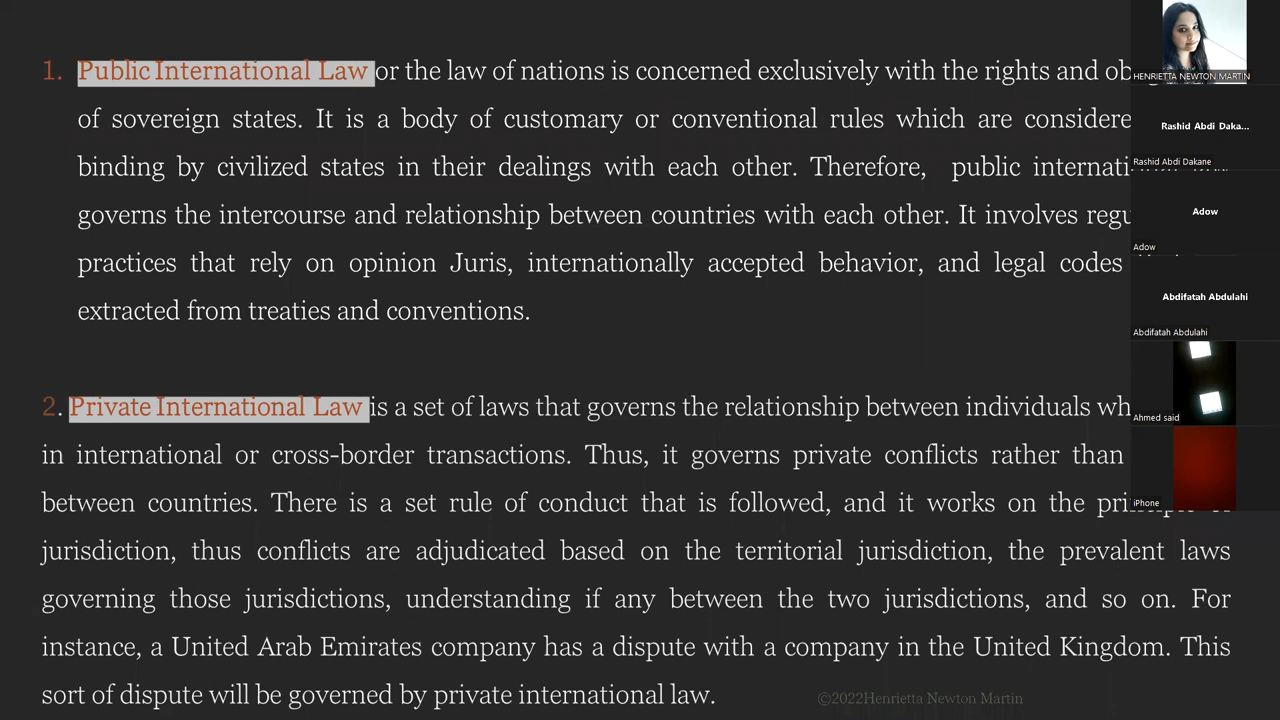 1. Public International Law or the law of nations is concerned exclusively with the rights and ob
of sovereign states. It is a body of customary or conventional rules which are considere
binding by civilized states in their dealings with each other. Therefore, public internati
governs the intercourse and relationship between countries with each other. It involves regu
practices that rely on opinion Juris, internationally accepted behavior, and legal codes
extracted from treaties and conventions.
2. Private International Law is a set of laws that governs the relationship between individuals wh
in international or cross-border transactions. Thus, it governs private conflicts rather than
between countries. There is a set rule of conduct that is followed, and it works on the
jurisdiction, thus conflicts are adjudicated based on the territorial jurisdiction, the prevalent laws
governing those jurisdictions, understanding if any between the two jurisdictions, and so on. For
instance, a United Arab Emirates company has a dispute with a company in the United Kingdom. This
sort of dispute will be governed by private international law.
©2022Henrietta Newton Martin
HENRIETTA NEWTON MARTIN
Rashid Abdi Daka...
Rashid Abdi Dakane
Adow
Adow
Abdifatah Abdulahi
Abdifatah Abdulahi
Ahmed said
iPhone